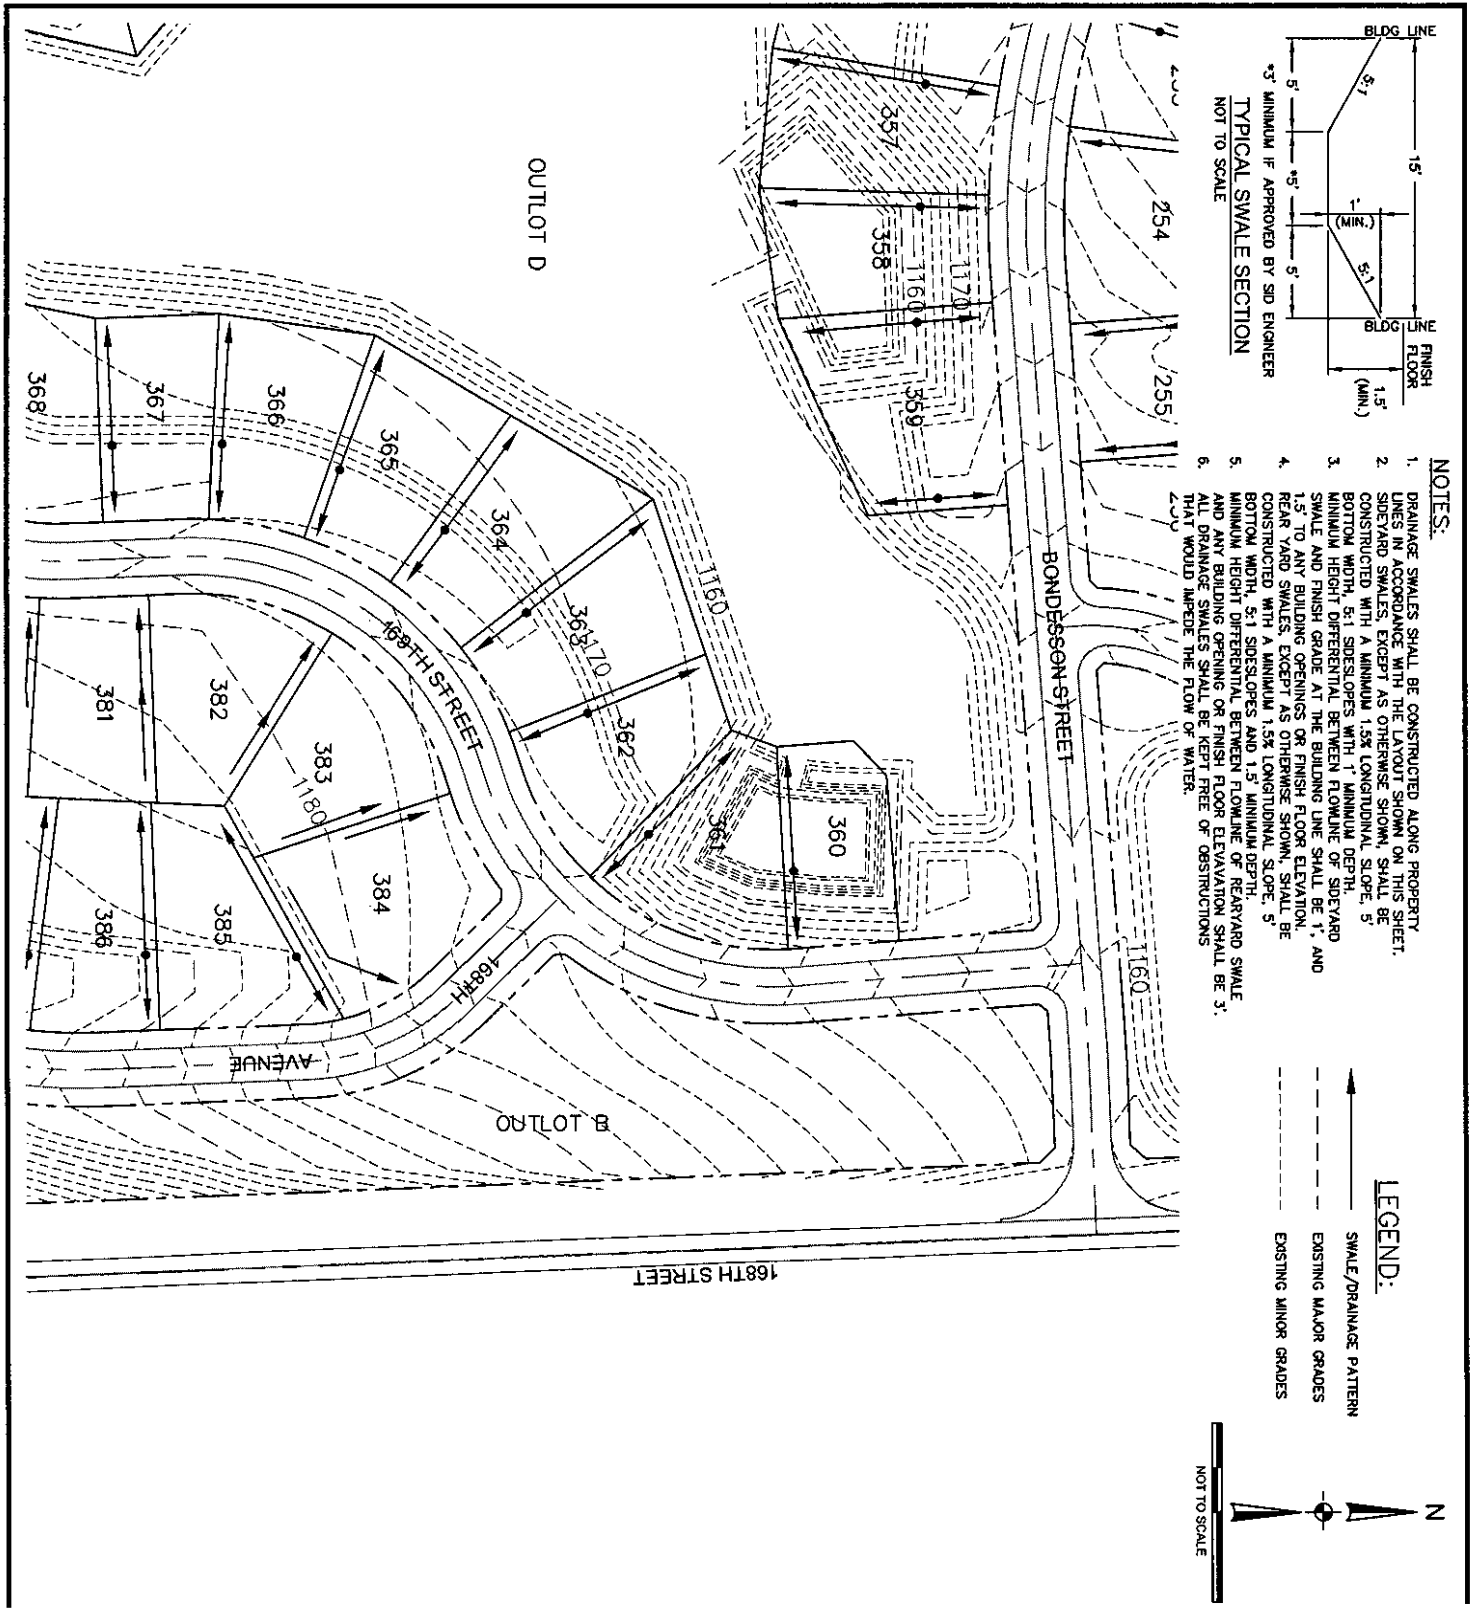 BLDG LINE
15'
BLDG LINE
FINISH
FLOOR
5:1
1'
(MIN.)
5:1
1.5'
(MIN.)
5'
*5'
5'
*3' MINIMUM IF APPROVED BY SID ENGINEER
TYPICAL SWALE SECTION
NOT TO SCALE
NOTES:
1. DRAINAGE SWALES SHALL BE CONSTRUCTED ALONG PROPERTY
LINES IN ACCORDANCE WITH THE LAYOUT SHOWN ON THIS SHEET.
2. SIDEYARD SWALES, EXCEPT AS OTHERWISE SHOWN, SHALL BE
CONSTRUCTED WITH A MINIMUM 1.5% LONGITUDINAL SLOPE, 5'
BOTTOM WIDTH, 5:1 SIDESLOPES WITH 1' MINIMUM DEPTH.
3. MINIMUM HEIGHT DIFFERENTIAL BETWEEN FLOWLINE OF SIDEYARD
SWALE AND FINISH GRADE AT THE BUILDING LINE SHALL BE 1', AND
1.5' TO ANY BUILDING OPENINGS OR FINISH FLOOR ELEVATION.
4. REAR YARD SWALES, EXCEPT AS OTHERWISE SHOWN, SHALL BE
CONSTRUCTED WITH A MINIMUM 1.5% LONGITUDINAL SLOPE, 5'
BOTTOM WIDTH, 5:1 SIDESLOPES AND 1.5' MINIMUM DEPTH.
5. MINIMUM HEIGHT DIFFERENTIAL BETWEEN FLOWLINE OF REARYARD SWALE
AND ANY BUILDING OPENING OR FINISH FLOOR ELEVATION SHALL BE 3'.
6. ALL DRAINAGE SWALES SHALL BE KEPT FREE OF OBSTRUCTIONS
THAT WOULD IMPEDE THE FLOW OF WATER.
LEGEND:
SWALE/DRAINAGE PATTERN
EXISTING MAJOR GRADES
EXISTING MINOR GRADES
N
NOT TO SCALE
254
255
BONDESSON STREET
1160
357
358
1170
1160
359
360
361
OUTLOT D
1160
362
1170
363
364
365
366
367
368
169TH STREET
381
382
383
1180
384
385
386
168TH
AVENUE
OUTLOT B
168TH STREET